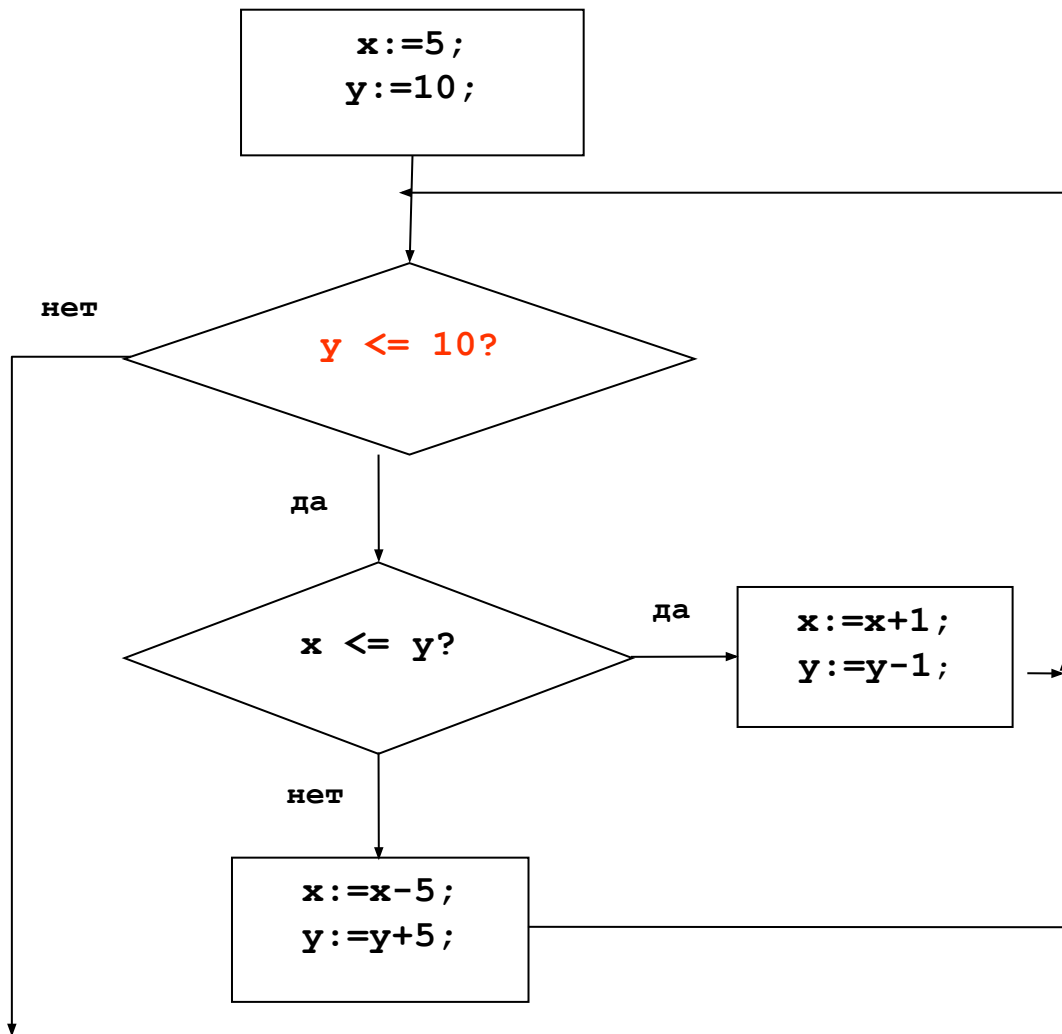 x:=5;
y:=10;
нет
y <= 10?
да
x <= y?
да
x:=x+1;
y:=y-1;
нет
x:=x-5;
y:=y+5;